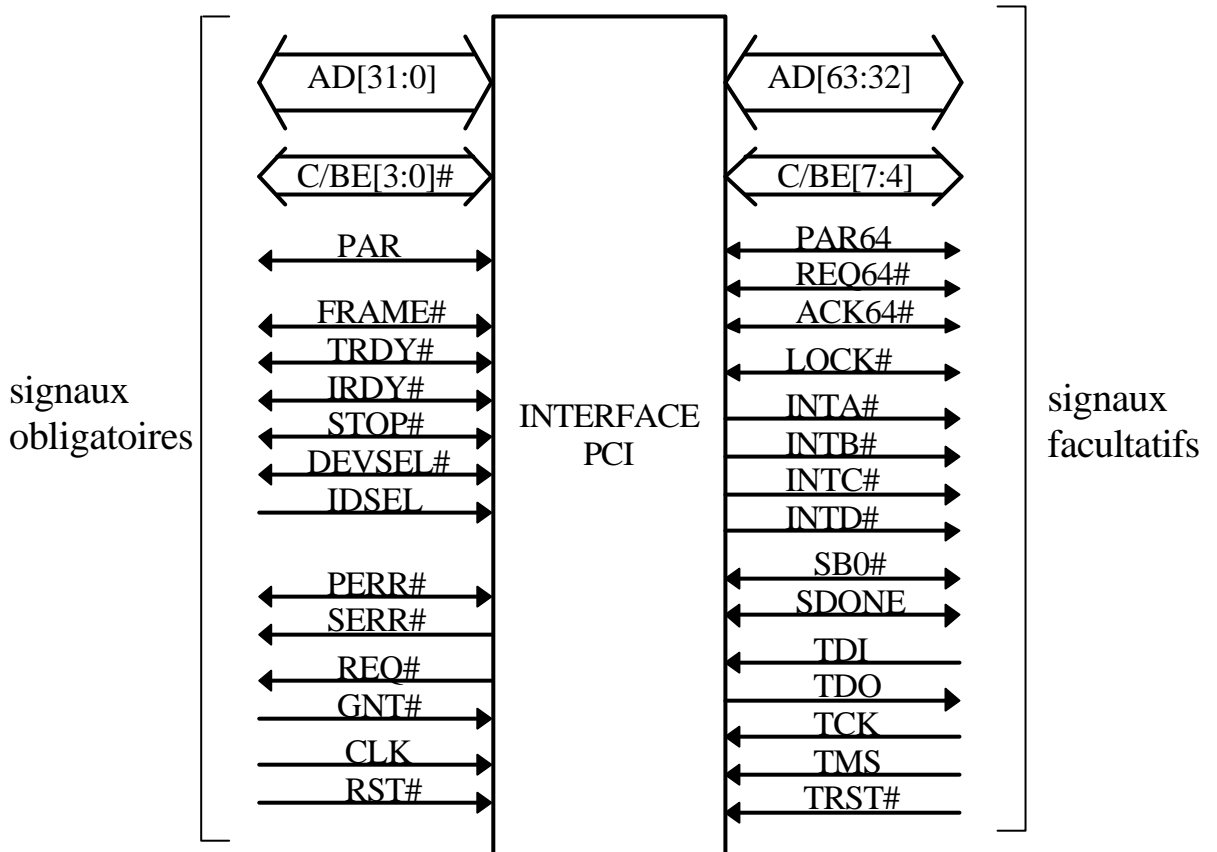 AD[31:0]
C/BE[3:0]#
PAR
FRAME#
TRDY#
IRDY#
STOP#
DEVSEL#
IDSEL
PERR#
SERR#
REQ#
GNT#
CLK
RST#
signaux
obligatoires
INTERFACE
PCI
AD[63:32]
C/BE[7:4]
PAR64
REQ64#
ACK64#
LOCK#
INTA#
INTB#
INTC#
INTD#
SB0#
SDONE
TDI
TDO
TCK
TMS
TRST#
signaux
facultatifs